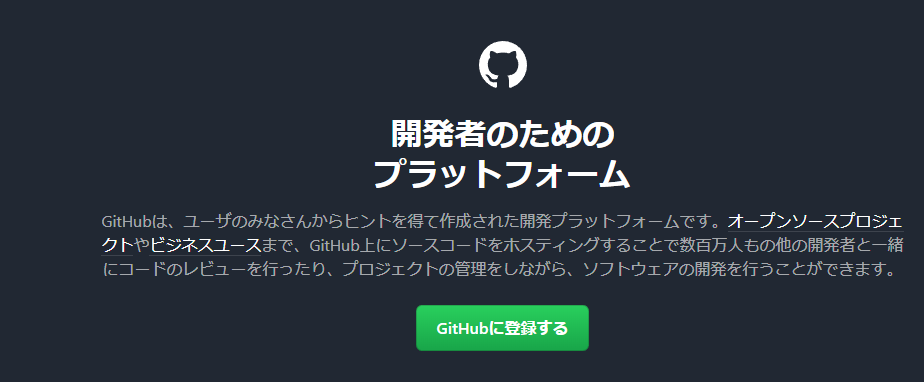 開発者のための
プラットフォーム
GitHubは、ユーザのみなさんからヒントを得て作成された開発プラットフォームです。オープンソースプロジェ
クトやビジネスユースまで、GitHub上にソースコードをホスティングすることで数百万人もの他の開発者と一緒
にコードのレビューを行ったり、プロジェクトの管理をしながら、ソフトウェアの開発を行うことができます。
GitHubに登録する